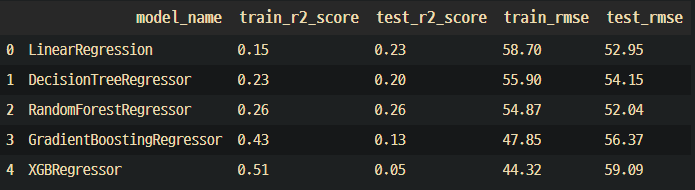 model_name train_r2_score test_r2_score train_rmse test_rmse
0 LinearRegression 0.15 0.23 58.70 52.95
1 DecisionTreeRegressor 0.23 0.20 55.90 54.15
2 RandomForestRegressor 0.26 0.26 54.87 52.04
3 GradientBoostingRegressor 0.43 0.13 47.85 56.37
4 XGBRegressor 0.51 0.05 44.32 59.09